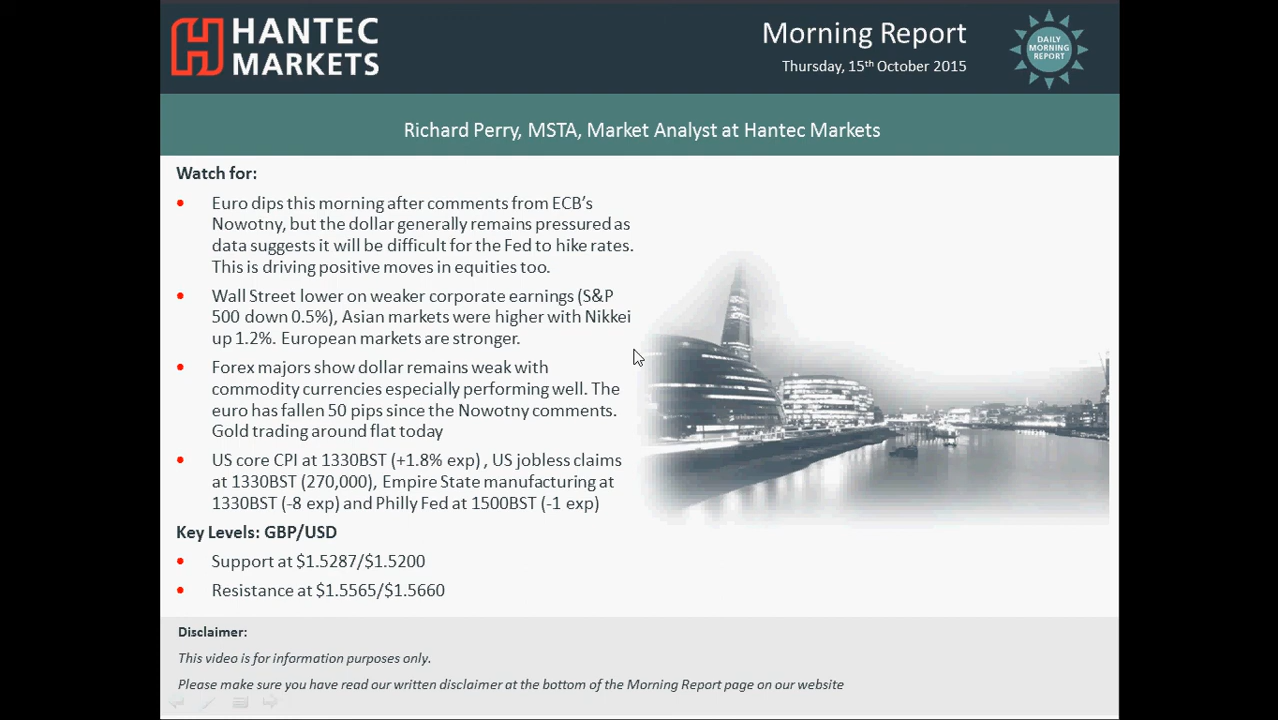 HANTEC
MARKETS
Morning Report
Thursday, 15th October 2015
DAILY
MORNING
REPORT
Richard Perry, MSTA, Market Analyst at Hantec Markets
Watch for:
• Euro dips this morning after comments from ECB's
Nowotny, but the dollar generally remains pressured as
data suggests it will be difficult for the Fed to hike rates.
This is driving positive moves in equities too.
• Wall Street lower on weaker corporate earnings (S&P
500 down 0.5%), Asian markets were higher with Nikkei
up 1.2%. European markets are stronger.
• Forex majors show dollar remains weak with
commodity currencies especially performing well. The
euro has fallen 50 pips since the Nowotny comments.
Gold trading around flat today
• US core CPI at 1330BST (+1.8% exp) , US jobless claims
at 1330BST (270,000), Empire State manufacturing at
1330BST (-8 exp) and Philly Fed at 1500BST (-1 exp)
Key Levels: GBP/USD
• Support at $1.5287/$1.5200
• Resistance at $1.5565/$1.5660
Disclaimer:
This video is for information purposes only.
Please make sure you have read our written disclaimer at the bottom of the Morning Report page on our website